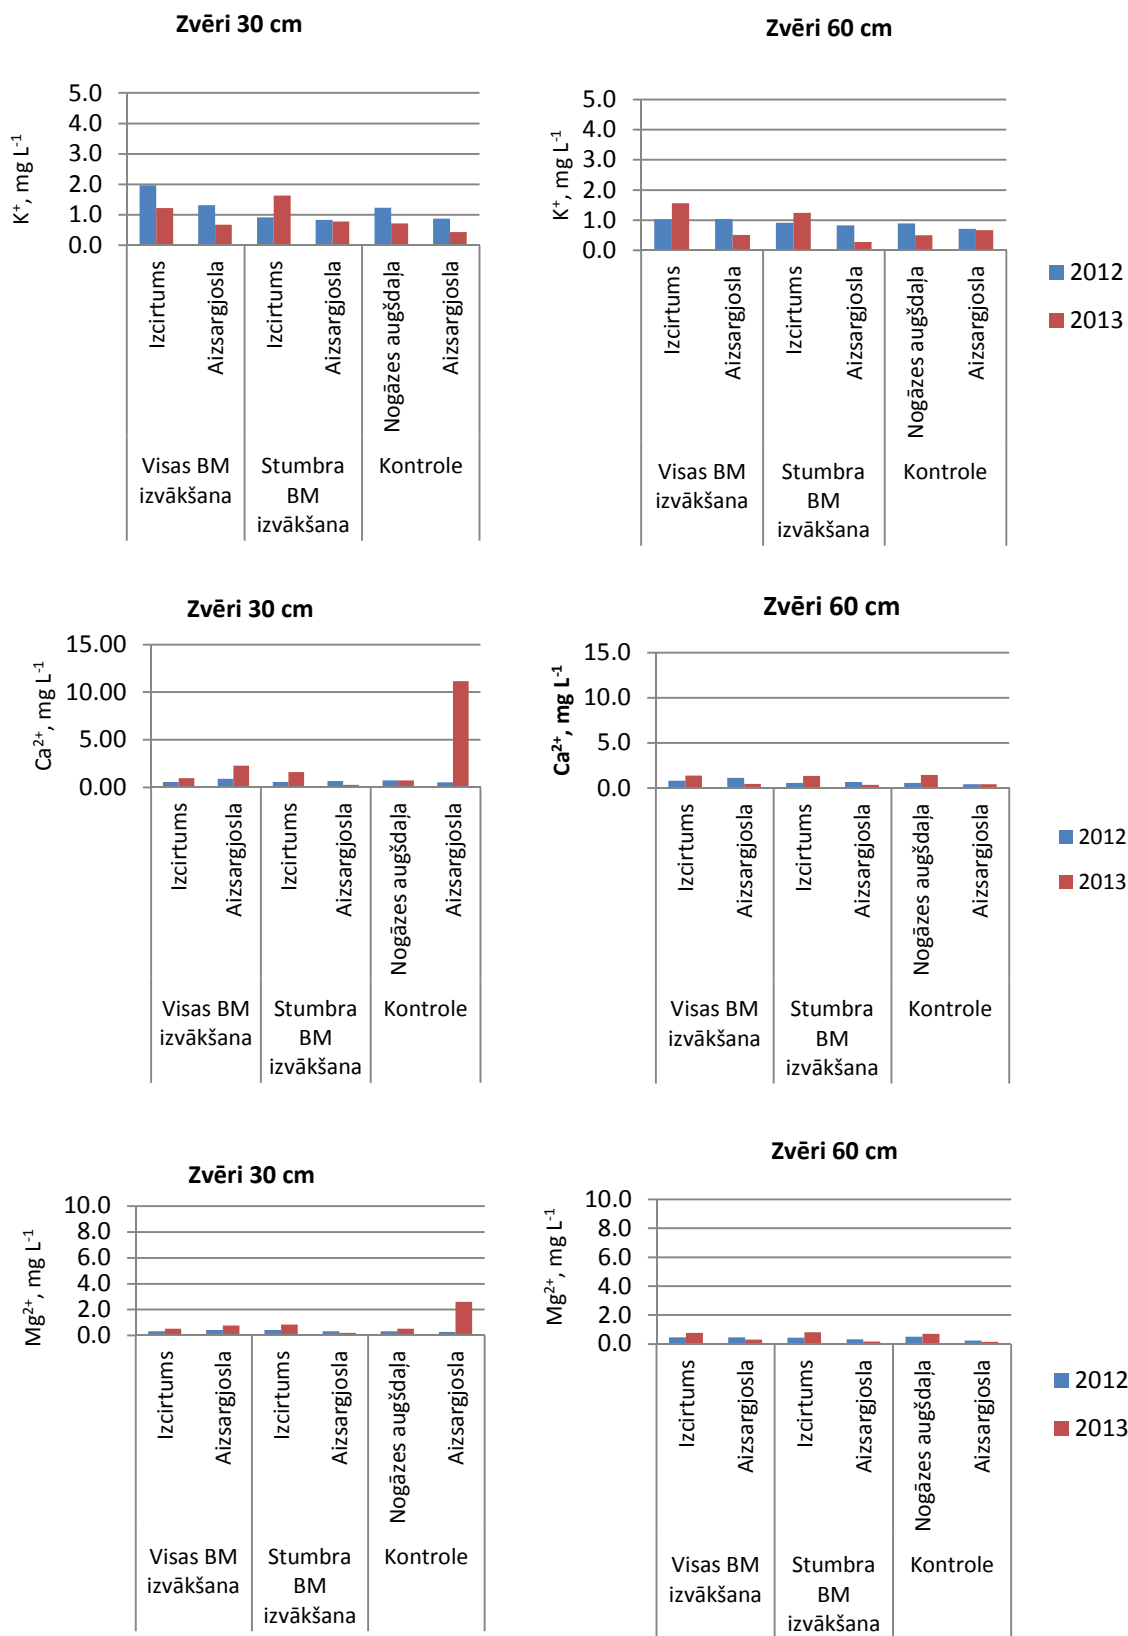 Zvēri 30 cm
K⁺, mg L⁻¹
5.0
4.0
3.0
2.0
1.0
0.0
Izcirtums
Aizsargjosla
Izcirtums
Aizsargjosla
Nogāzes augšdaļa
Aizsargjosla
Visas BM
izvākšana
Stumbra
BM
izvākšana
Kontrole
Zvēri 60 cm
K⁺, mg L⁻¹
5.0
4.0
3.0
2.0
1.0
0.0
Izcirtums
Aizsargjosla
Izcirtums
Aizsargjosla
Nogāzes augšdaļa
Aizsargjosla
Visas BM
izvākšana
Stumbra
BM
izvākšana
Kontrole
2012
2013
Zvēri 30 cm
Ca²⁺, mg L⁻¹
15.00
10.00
5.00
0.00
Izcirtums
Aizsargjosla
Izcirtums
Aizsargjosla
Nogāzes augšdaļa
Aizsargjosla
Visas BM
izvākšana
Stumbra
BM
izvākšana
Kontrole
Zvēri 60 cm
Ca²⁺, mg L⁻¹
15.0
10.0
5.0
0.0
Izcirtums
Aizsargjosla
Izcirtums
Aizsargjosla
Nogāzes augšdaļa
Aizsargjosla
Visas BM
izvākšana
Stumbra
BM
izvākšana
Kontrole
2012
2013
Zvēri 30 cm
Mg²⁺, mg L⁻¹
10.0
8.0
6.0
4.0
2.0
0.0
Izcirtums
Aizsargjosla
Izcirtums
Aizsargjosla
Nogāzes augšdaļa
Aizsargjosla
Visas BM
izvākšana
Stumbra
BM
izvākšana
Kontrole
Zvēri 60 cm
Mg²⁺, mg L⁻¹
10.0
8.0
6.0
4.0
2.0
0.0
Izcirtums
Aizsargjosla
Izcirtums
Aizsargjosla
Nogāzes augšdaļa
Aizsargjosla
Visas BM
izvākšana
Stumbra
BM
izvākšana
Kontrole
2012
2013